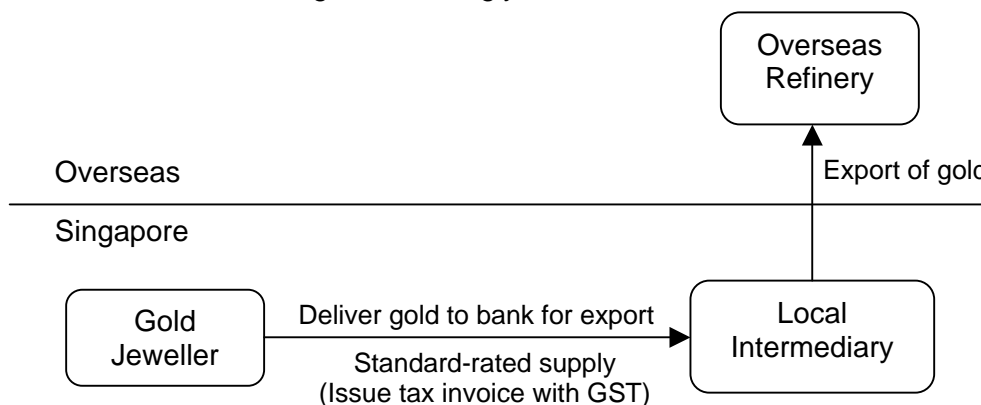 Overseas
Refinery
Overseas
Export of gold
Singapore
Gold
Jeweller
Deliver gold to bank for export
Standard-rated supply
(Issue tax invoice with GST)
Local
Intermediary